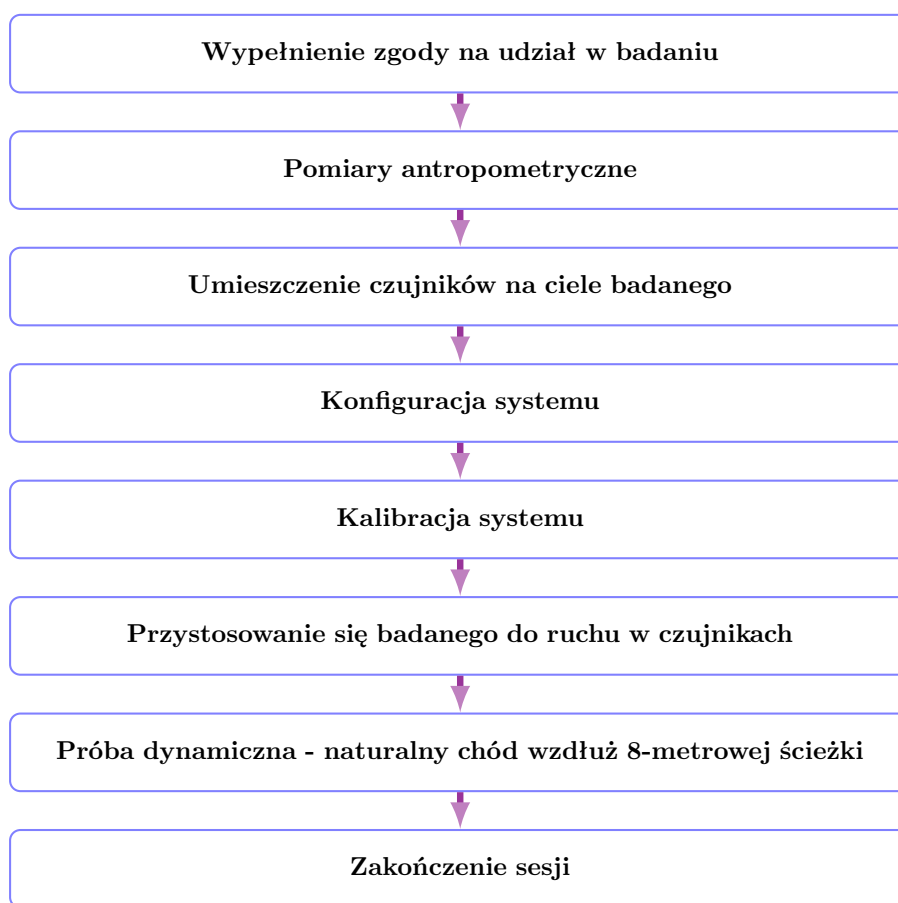 Wypełnienie zgody na udział w badaniu
Pomiary antropometryczne
Umieszczenie czujników na ciele badanego
Konfiguracja systemu
Kalibracja systemu
Przystosowanie się badanego do ruchu w czujnikach
Próba dynamiczna - naturalny chód wzdłuż 8-metrowej ścieżki
Zakończenie sesji